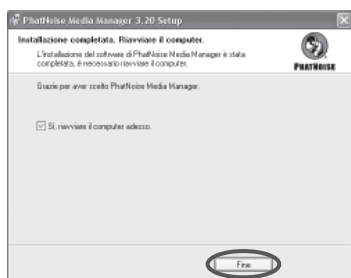 PhatNoise Media Manager 3.20 Setup
Installazione completata. Riavviare il computer.
L'installazione del software di PhatNoise Media Manager è stata
completata, è necessario riavviare il computer.
PHATNOISE
Grazie per aver scelto PhatNoise Media Manager.
Sì, riavviare il computer adesso.
Fine